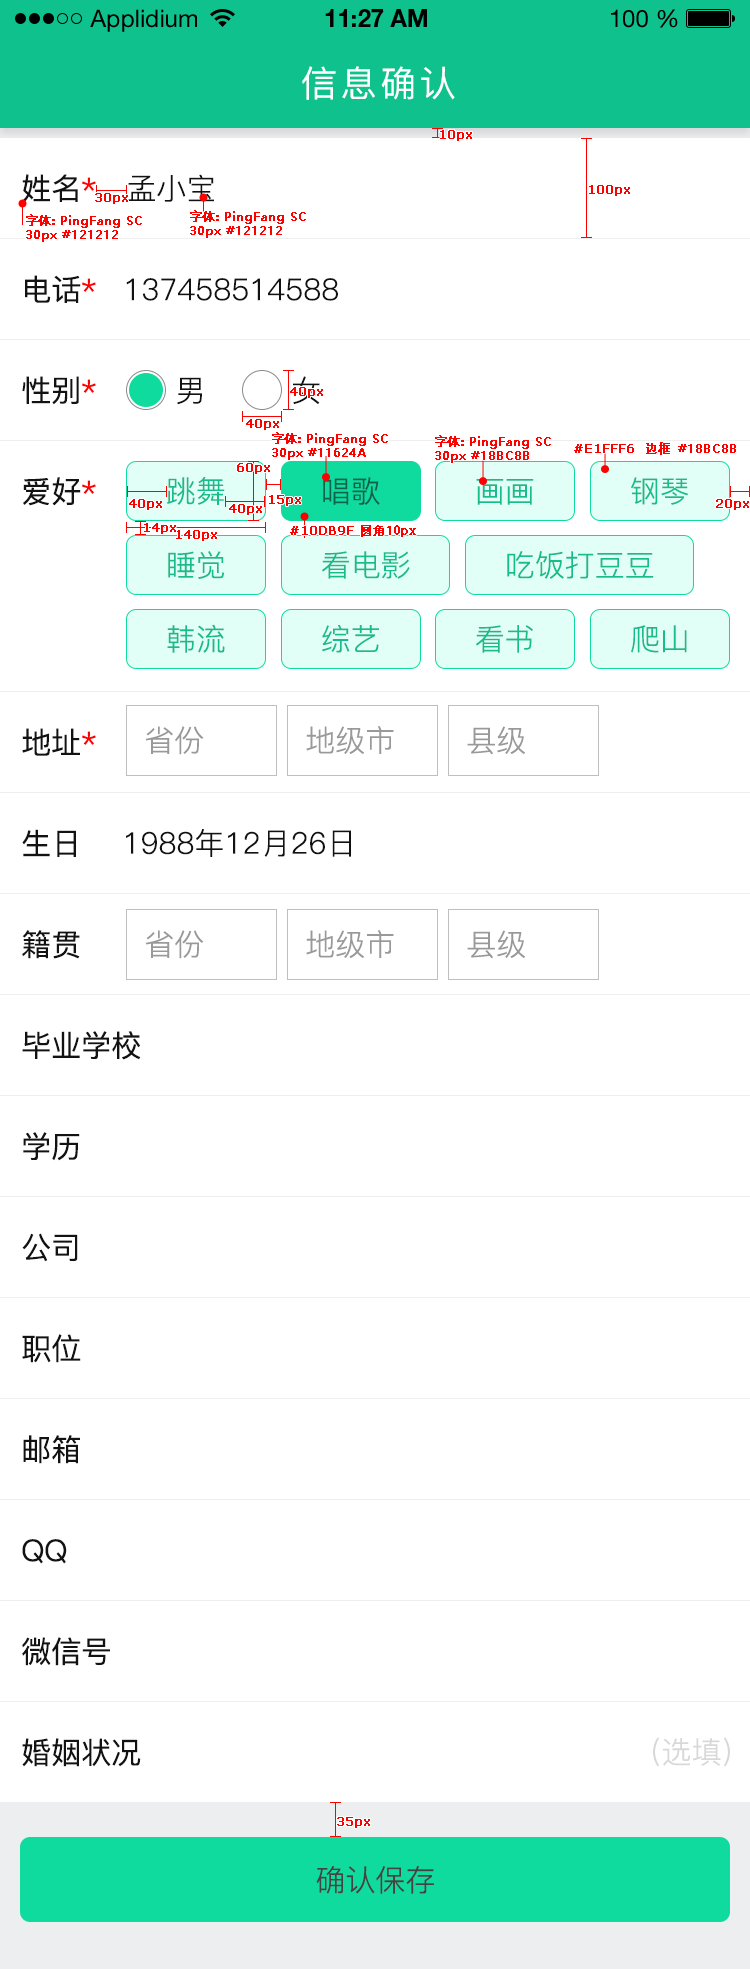 Applidium 11:27 AM 100 %
信息确认
10px
100px
姓名* 30px 孟小宝
字体: PingFang SC
30px #121212
字体: PingFang SC
30px #121212
电话* 137458514588
性别* 男 女
40px
40px
字体: PingFang SC
30px #11624A
字体: PingFang SC
30px #18BC8B
#E1FFF6 边框 #18BC8B
爱好* 跳舞 唱歌 画画 钢琴
60px
40px
40px
15px
20px
14px
140px
#10DB9F 圆角10px
睡觉 看电影 吃饭打豆豆
韩流 综艺 看书 爬山
地址* 省份 地级市 县级
生日 1988年12月26日
籍贯 省份 地级市 县级
毕业学校
学历
公司
职位
邮箱
QQ
微信号
婚姻状况 (选填)
35px
确认保存